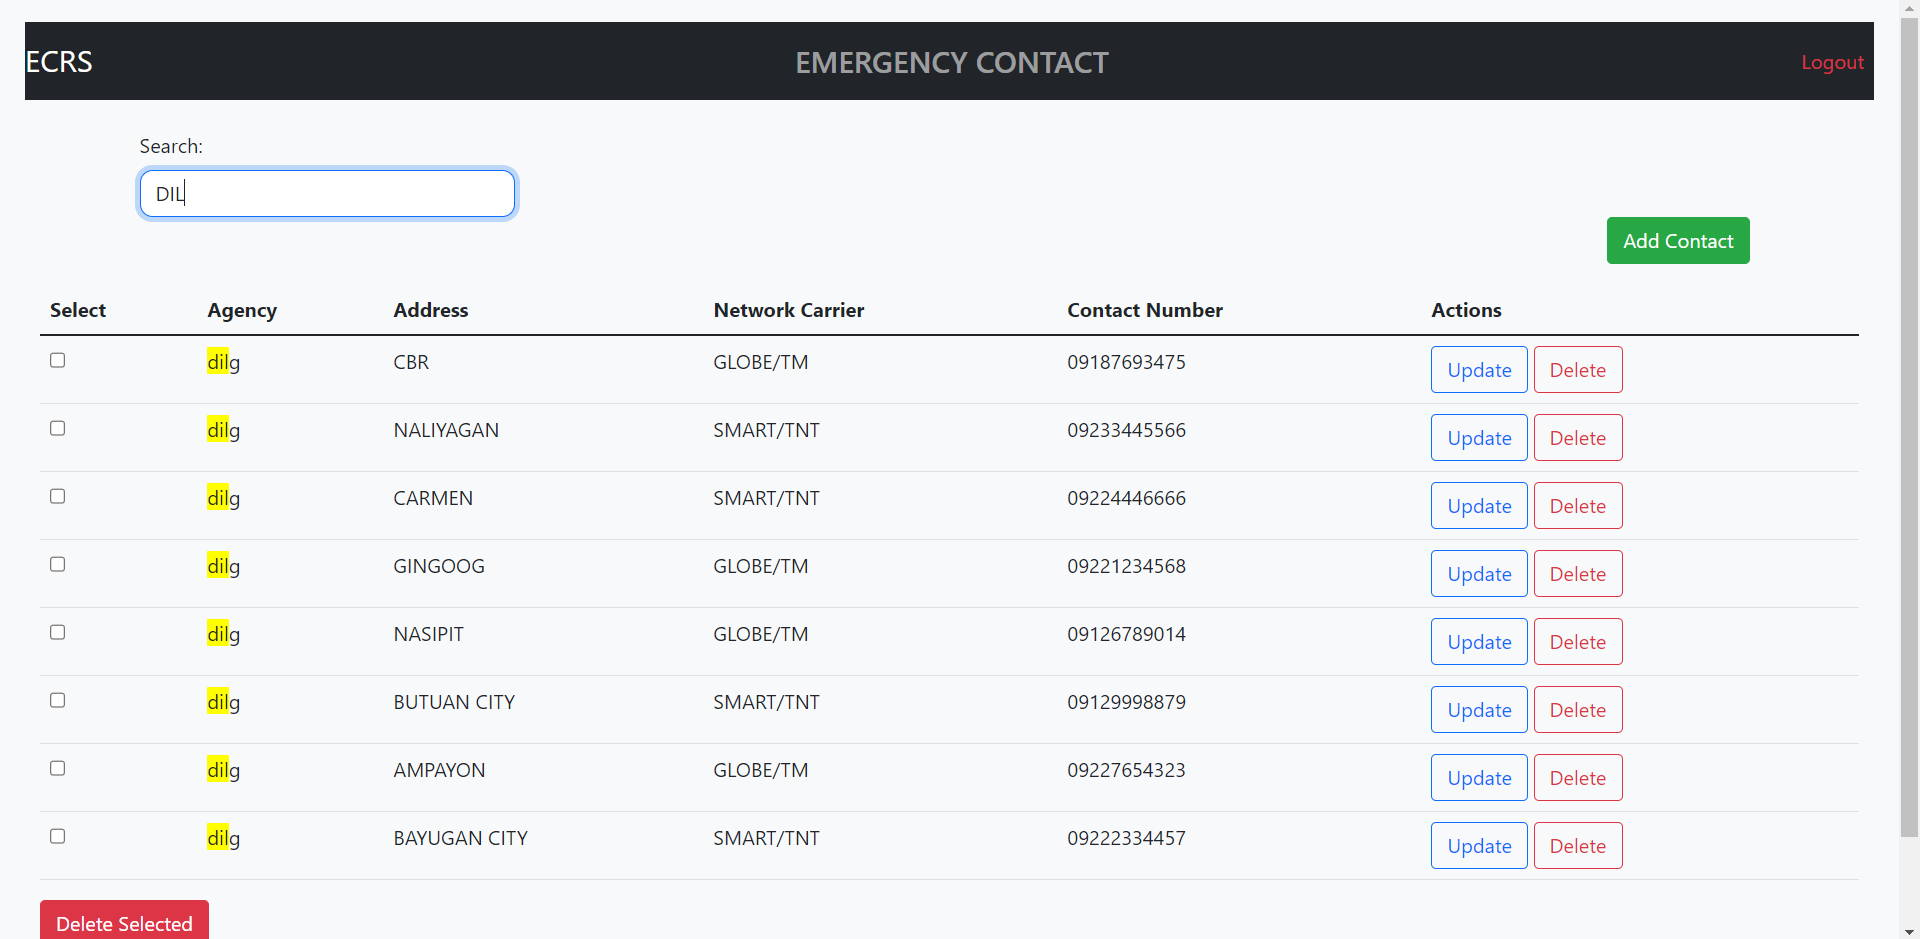 ECRS EMERGENCY CONTACT Logout
Search:
DIL
Add Contact
Select Agency Address Network Carrier Contact Number Actions
dilg CBR GLOBE/TM 09187693475 Update Delete
dilg NALIYAGAN SMART/TNT 09233445566 Update Delete
dilg CARMEN SMART/TNT 09224446666 Update Delete
dilg GINGOOG GLOBE/TM 09221234568 Update Delete
dilg NASIPIT GLOBE/TM 09126789014 Update Delete
dilg BUTUAN CITY SMART/TNT 09129998879 Update Delete
dilg AMPAYON GLOBE/TM 09227654323 Update Delete
dilg BAYUGAN CITY SMART/TNT 09222334457 Update Delete
Delete Selected